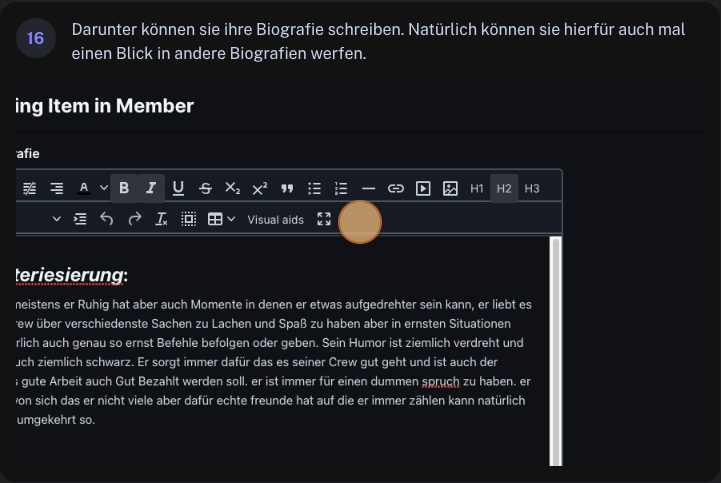 16
Darunter können sie ihre Biografie schreiben. Natürlich können sie hierfür auch mal
einen Blick in andere Biografien werfen.
ing Item in Member
rafie
A B I U S X₂ X² H1 H2 H3
Visual aids
teriesierung:
meistens er Ruhig hat aber auch Momente in denen er etwas aufgedrehter sein kann, er liebt es
rew über verschiedenste Sachen zu Lachen und Spaß zu haben aber in ernsten Situationen
rlich auch genau so ernst Befehle befolgen oder geben. Sein Humor ist ziemlich verdreht und
uch ziemlich schwarz. Er sorgt immer dafür das es seiner Crew gut geht und ist auch der
s gute Arbeit auch Gut Bezahlt werden soll. er ist immer für einen dummen spruch zu haben. er
von sich das er nicht viele aber dafür echte freunde hat auf die er immer zählen kann natürlich
umgekehrt so.